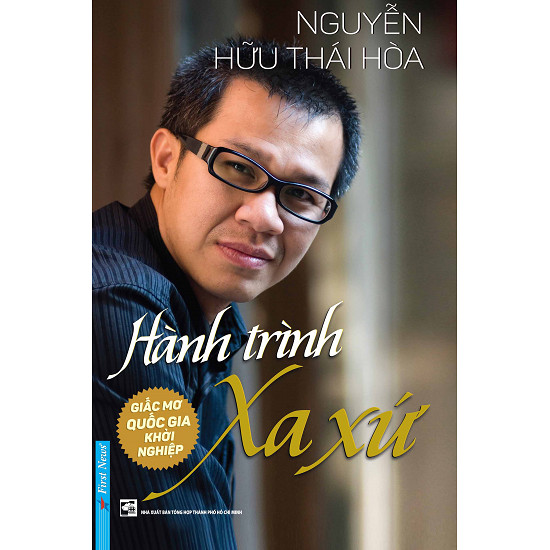 NGUYỄN
HỮU THÁI HÒA
Hành trình
Xa xứ
GIẤC MƠ
QUỐC GIA
KHỞI
NGHIỆP
First News
NHÀ XUẤT BẢN TỔNG HỢP THÀNH PHỐ HỒ CHÍ MINH